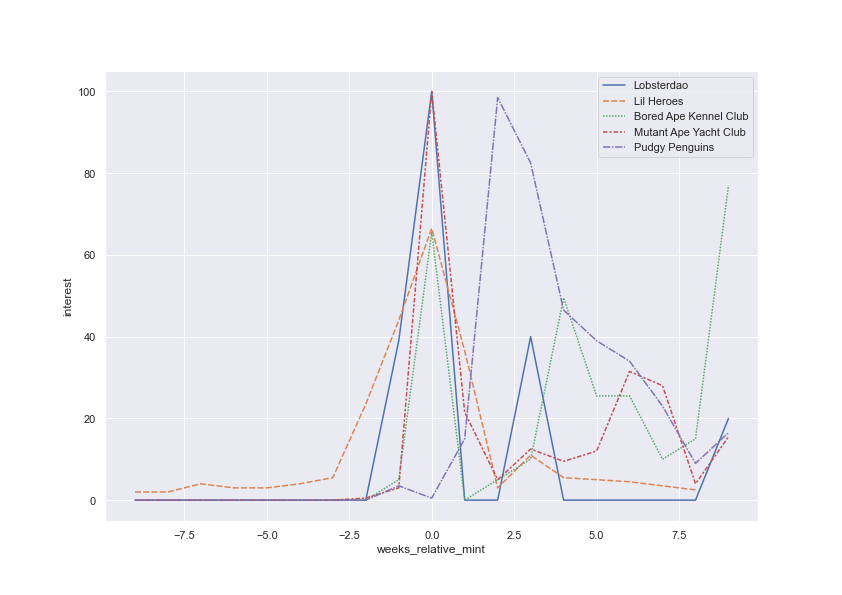 100
80
60
40
20
0
interest
−7.5 −5.0 −2.5 0.0 2.5 5.0 7.5
weeks_relative_mint
Lobsterdao
Lil Heroes
Bored Ape Kennel Club
Mutant Ape Yacht Club
Pudgy Penguins